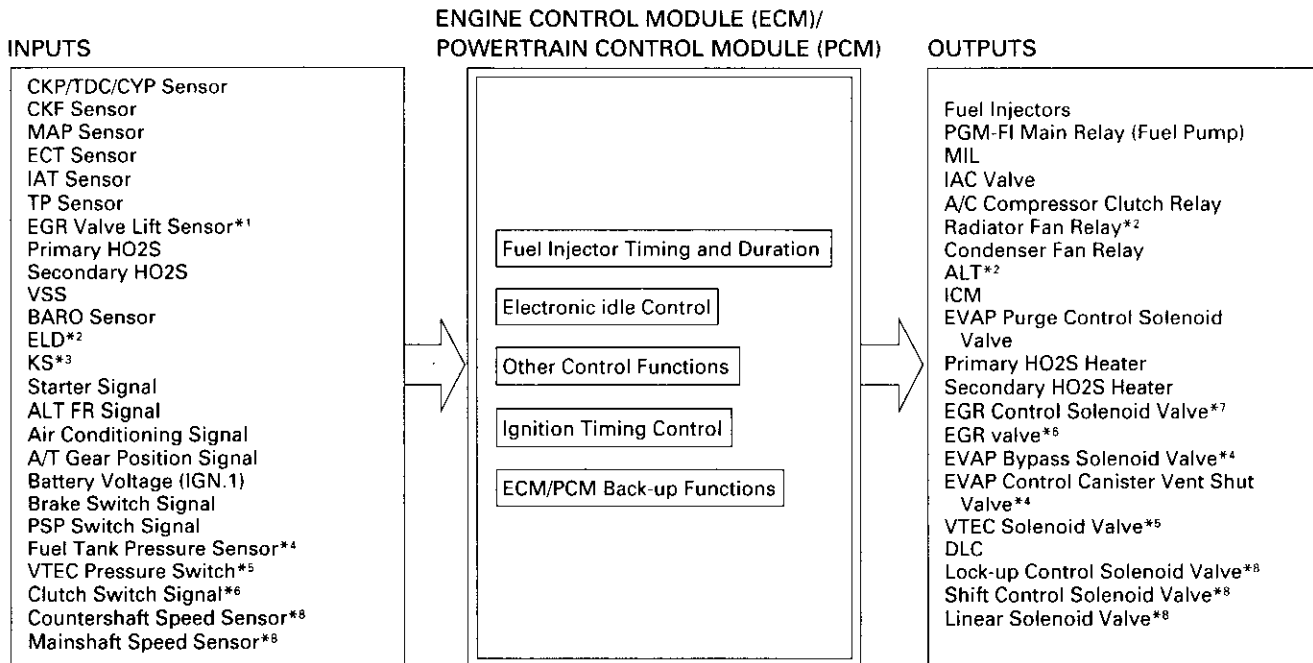 INPUTS
CKP/TDC/CYP Sensor
CKF Sensor
MAP Sensor
ECT Sensor
IAT Sensor
TP Sensor
EGR Valve Lift Sensor*1
Primary HO2S
Secondary HO2S
VSS
BARO Sensor
ELD*2
KS*3
Starter Signal
ALT FR Signal
Air Conditioning Signal
A/T Gear Position Signal
Battery Voltage (IGN.1)
Brake Switch Signal
PSP Switch Signal
Fuel Tank Pressure Sensor*4
VTEC Pressure Switch*5
Clutch Switch Signal*6
Countershaft Speed Sensor*8
Mainshaft Speed Sensor*8
ENGINE CONTROL MODULE (ECM)/
POWERTRAIN CONTROL MODULE (PCM)
Fuel Injector Timing and Duration
Electronic idle Control
Other Control Functions
Ignition Timing Control
ECM/PCM Back-up Functions
OUTPUTS
Fuel Injectors
PGM-FI Main Relay (Fuel Pump)
MIL
IAC Valve
A/C Compressor Clutch Relay
Radiator Fan Relay*2
Condenser Fan Relay
ALT*2
ICM
EVAP Purge Control Solenoid
Valve
Primary HO2S Heater
Secondary HO2S Heater
EGR Control Solenoid Valve*7
EGR valve*6
EVAP Bypass Solenoid Valve*4
EVAP Control Canister Vent Shut
Valve*4
VTEC Solenoid Valve*5
DLC
Lock-up Control Solenoid Valve*8
Shift Control Solenoid Valve*8
Linear Solenoid Valve*8